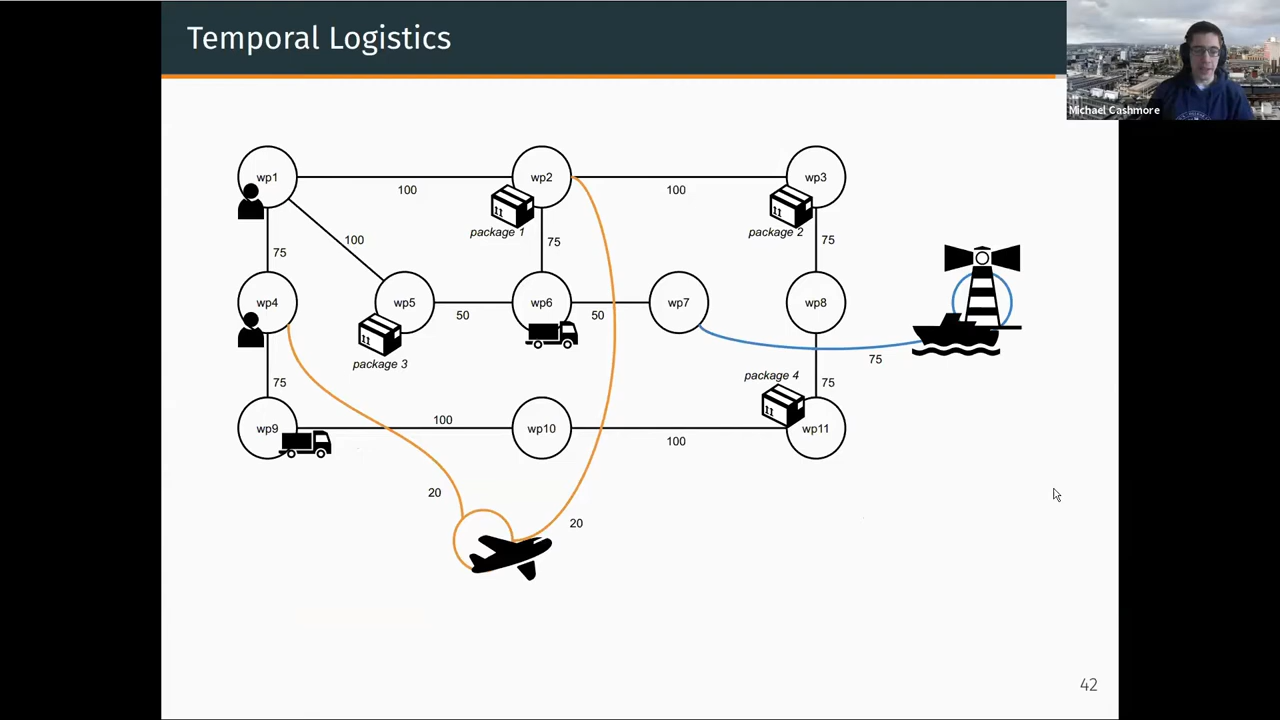 Temporal Logistics
Michael Cashmore
wp1
wp2
wp3
100
100
package 1
package 2
75
100
75
75
wp4
wp5
wp6
wp7
wp8
50
50
package 3
75
75
package 4
75
wp9
100
wp10
100
wp11
20
20
42